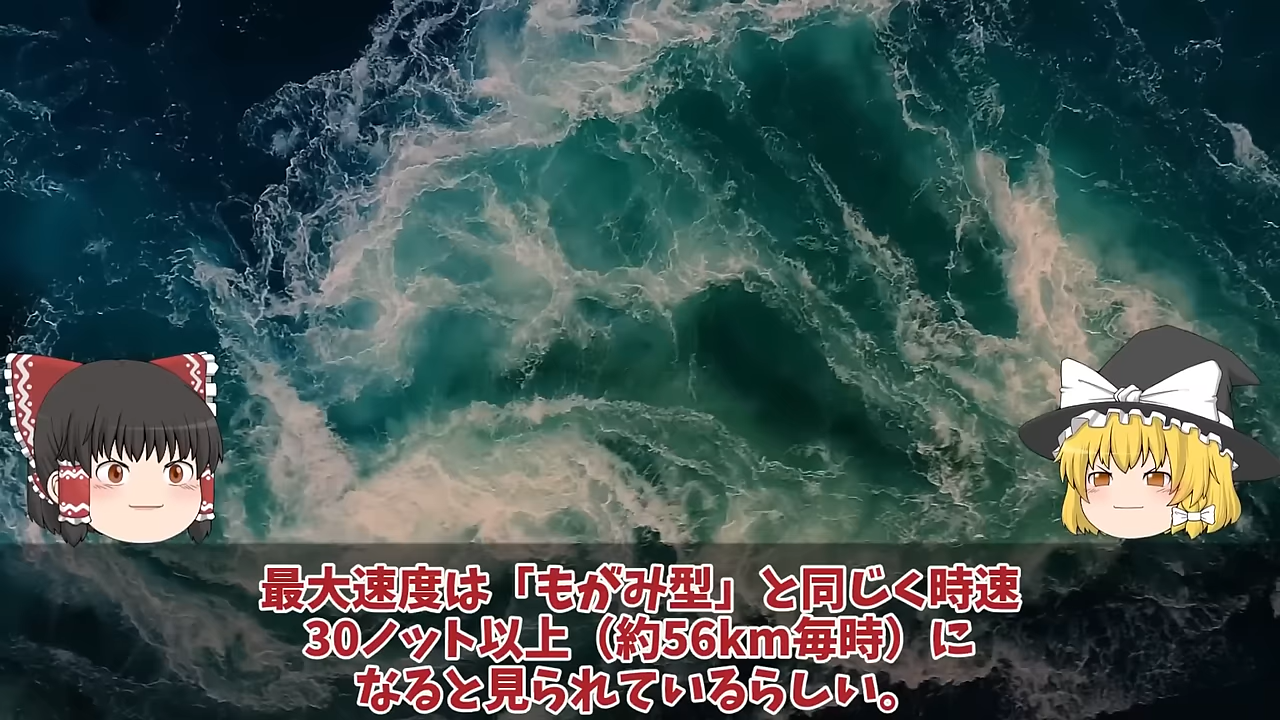 最大速度は「もがみ型」と同じく時速
30ノット以上（約56km毎時）に
なると見られているらしい。